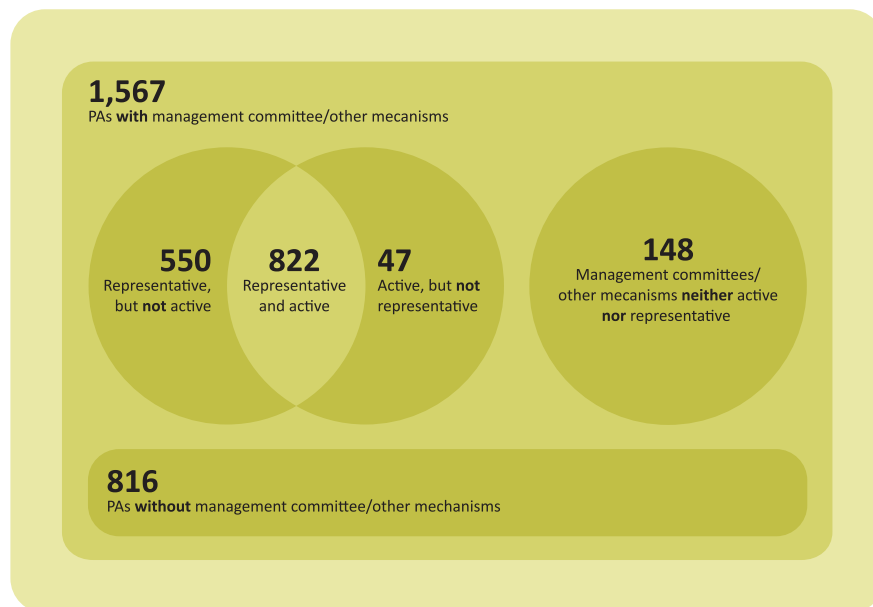 1,567
PAs with management committee/other mecanisms
550
Representative,
but not active
822
Representative
and active
47
Active, but not
representative
148
Management committees/
other mecanisms neither active
nor representative
816
PAs without management committee/other mechanisms